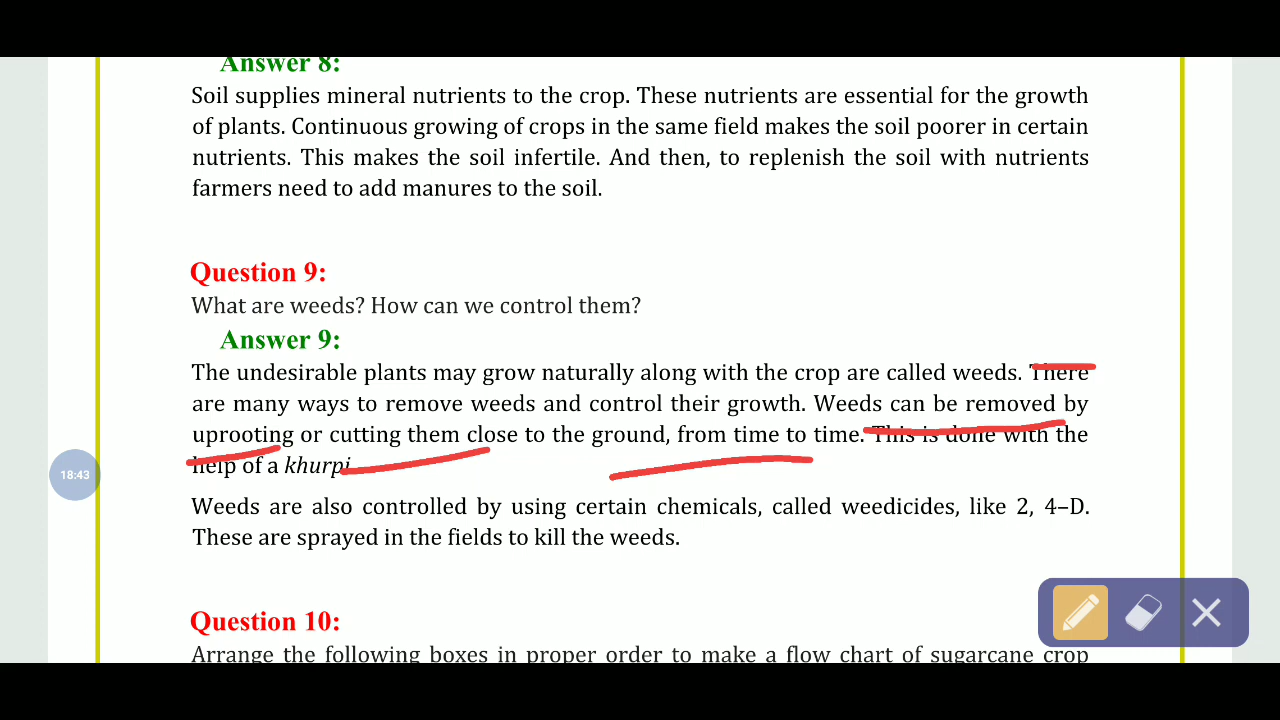 Answer 8:
Soil supplies mineral nutrients to the crop. These nutrients are essential for the growth
of plants. Continuous growing of crops in the same field makes the soil poorer in certain
nutrients. This makes the soil infertile. And then, to replenish the soil with nutrients
farmers need to add manures to the soil.
Question 9:
What are weeds? How can we control them?
Answer 9:
The undesirable plants may grow naturally along with the crop are called weeds. There
are many ways to remove weeds and control their growth. Weeds can be removed by
uprooting or cutting them close to the ground, from time to time. This is done with the
help of a khurpi
18:43
Weeds are also controlled by using certain chemicals, called weedicides, like 2, 4–D.
These are sprayed in the fields to kill the weeds.
Question 10:
Arrange the following boxes in proper order to make a flow chart of sugarcane crop